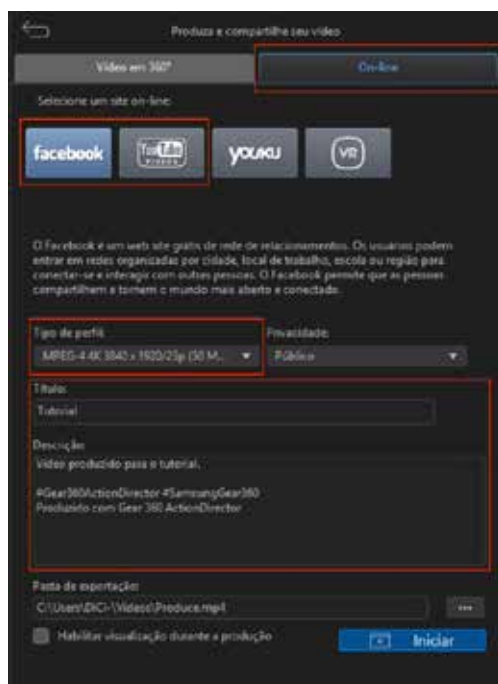 Produza e compartilhe seu vídeo
Vídeo em 360°
On-line
Selecione um site on-line:
facebook
YouTube
youku
VR
O Facebook é um web site grátis de rede de relacionamentos. Os usuários podem
entrar em redes organizadas por cidade, local de trabalho, escola ou região para
conectar-se e interagir com outras pessoas. O Facebook permite que as pessoas
compartilhem e tornem o mundo mais aberto e conectado.
Tipo de perfil:
Privacidade:
MPEG-4 4K 3840 x 1920/25p (50 M...
Público
Título:
Tutorial
Descrição:
Vídeo produzido para o tutorial.
#Gear360ActionDirector #SamsungGear360
Produzido com Gear 360 ActionDirector
Pasta de exportação:
C:\Users\DICI-\Videos\Produce.mp4
...
Habilitar visualização durante a produção
Iniciar